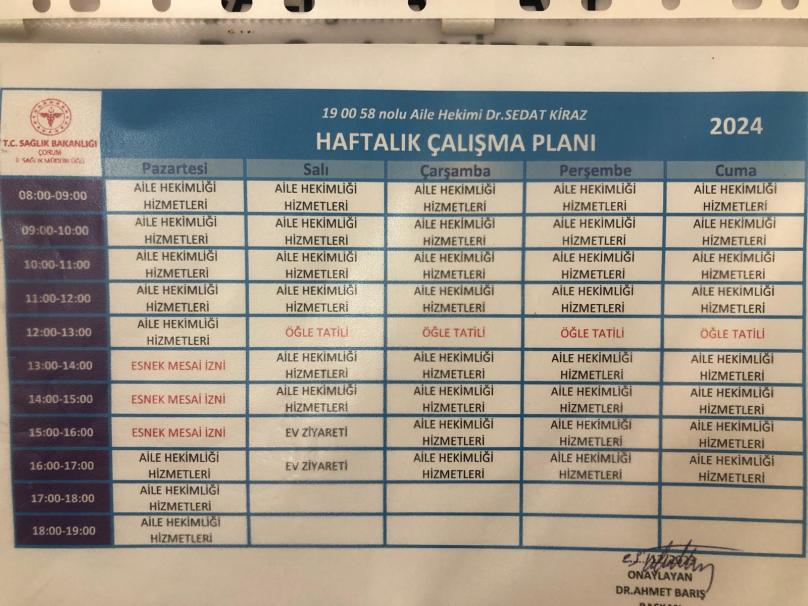 19 00 58 nolu Aile Hekimi Dr.SEDAT KİRAZ
HAFTALIK ÇALIŞMA PLANI
2024
T.C. SAĞLIK BAKANLIĞI
ÇORUM
İL SAĞLIK MÜDÜRLÜĞÜ
Pazartesi Salı Çarşamba Perşembe Cuma
08:00-09:00 AİLE HEKİMLİĞİ AİLE HEKİMLİĞİ AİLE HEKİMLİĞİ AİLE HEKİMLİĞİ AİLE HEKİMLİĞİ
HİZMETLERİ HİZMETLERİ HİZMETLERİ HİZMETLERİ HİZMETLERİ
09:00-10:00 AİLE HEKİMLİĞİ AİLE HEKİMLİĞİ AİLE HEKİMLİĞİ AİLE HEKİMLİĞİ AİLE HEKİMLİĞİ
HİZMETLERİ HİZMETLERİ HİZMETLERİ HİZMETLERİ HİZMETLERİ
10:00-11:00 AİLE HEKİMLİĞİ AİLE HEKİMLİĞİ AİLE HEKİMLİĞİ AİLE HEKİMLİĞİ AİLE HEKİMLİĞİ
HİZMETLERİ HİZMETLERİ HİZMETLERİ HİZMETLERİ HİZMETLERİ
11:00-12:00 AİLE HEKİMLİĞİ AİLE HEKİMLİĞİ AİLE HEKİMLİĞİ AİLE HEKİMLİĞİ AİLE HEKİMLİĞİ
HİZMETLERİ HİZMETLERİ HİZMETLERİ HİZMETLERİ HİZMETLERİ
12:00-13:00 AİLE HEKİMLİĞİ ÖĞLE TATİLİ ÖĞLE TATİLİ ÖĞLE TATİLİ ÖĞLE TATİLİ
HİZMETLERİ
13:00-14:00 ESNEK MESAİ İZNİ AİLE HEKİMLİĞİ AİLE HEKİMLİĞİ AİLE HEKİMLİĞİ AİLE HEKİMLİĞİ
HİZMETLERİ HİZMETLERİ HİZMETLERİ HİZMETLERİ
14:00-15:00 ESNEK MESAİ İZNİ AİLE HEKİMLİĞİ AİLE HEKİMLİĞİ AİLE HEKİMLİĞİ AİLE HEKİMLİĞİ
HİZMETLERİ HİZMETLERİ HİZMETLERİ HİZMETLERİ
15:00-16:00 ESNEK MESAİ İZNİ EV ZİYARETİ AİLE HEKİMLİĞİ AİLE HEKİMLİĞİ AİLE HEKİMLİĞİ
HİZMETLERİ HİZMETLERİ HİZMETLERİ
16:00-17:00 AİLE HEKİMLİĞİ EV ZİYARETİ AİLE HEKİMLİĞİ AİLE HEKİMLİĞİ AİLE HEKİMLİĞİ
HİZMETLERİ HİZMETLERİ HİZMETLERİ HİZMETLERİ
17:00-18:00 AİLE HEKİMLİĞİ
HİZMETLERİ
18:00-19:00 AİLE HEKİMLİĞİ
HİZMETLERİ
ONAYLAYAN
DR.AHMET BARIŞ